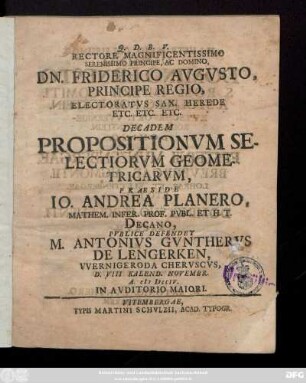 Q. D. B. V.
RECTORE MAGNIFICENTISSIMO
SERENISSIMO PRINCIPE, AC DOMINO,
DN. FRIDERICO AVGVSTO,
PRINCIPE REGIO,
ELECTORATVS SAX. HEREDE
ETC. ETC. ETC.
DECADEM
PROPOSITIONVM SE-
LECTIORVM GEOME-
TRICARVM,
PRAESIDE
IO. ANDREA PLANERO,
MATHEM. INFER. PROF. PVBL. ET H. T.
DECANO,
PVBLICE DEFENDET
M. ANTONIVS GVNTHERVS
DE LENGERKEN,
VVERNIGERODA CHERVSCVS,
D. VIII KALEND. NOVEMBR.
IN AVDITORIO MAIORI.
VITEMBERGAE,
TYPIS MARTINI SCHVLZII, ACAD. TYPOGR.